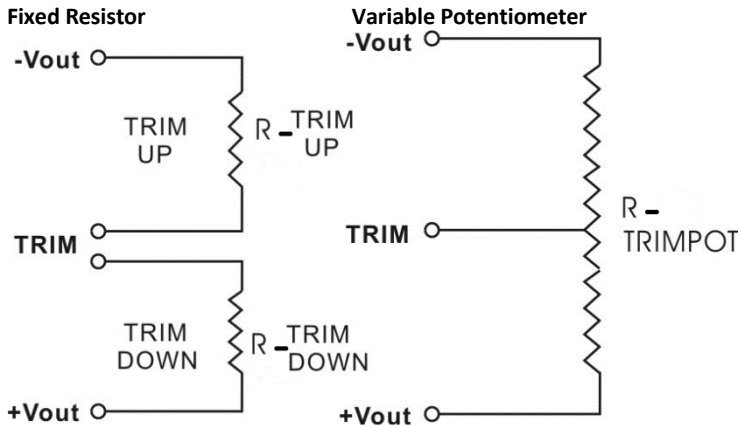 Fixed Resistor
-Vout
TRIM
UP
R -TRIM
UP
TRIM
TRIM
DOWN
R -TRIM
DOWN
+Vout
Variable Potentiometer
-Vout
TRIM
R -
TRIMPOT
+Vout